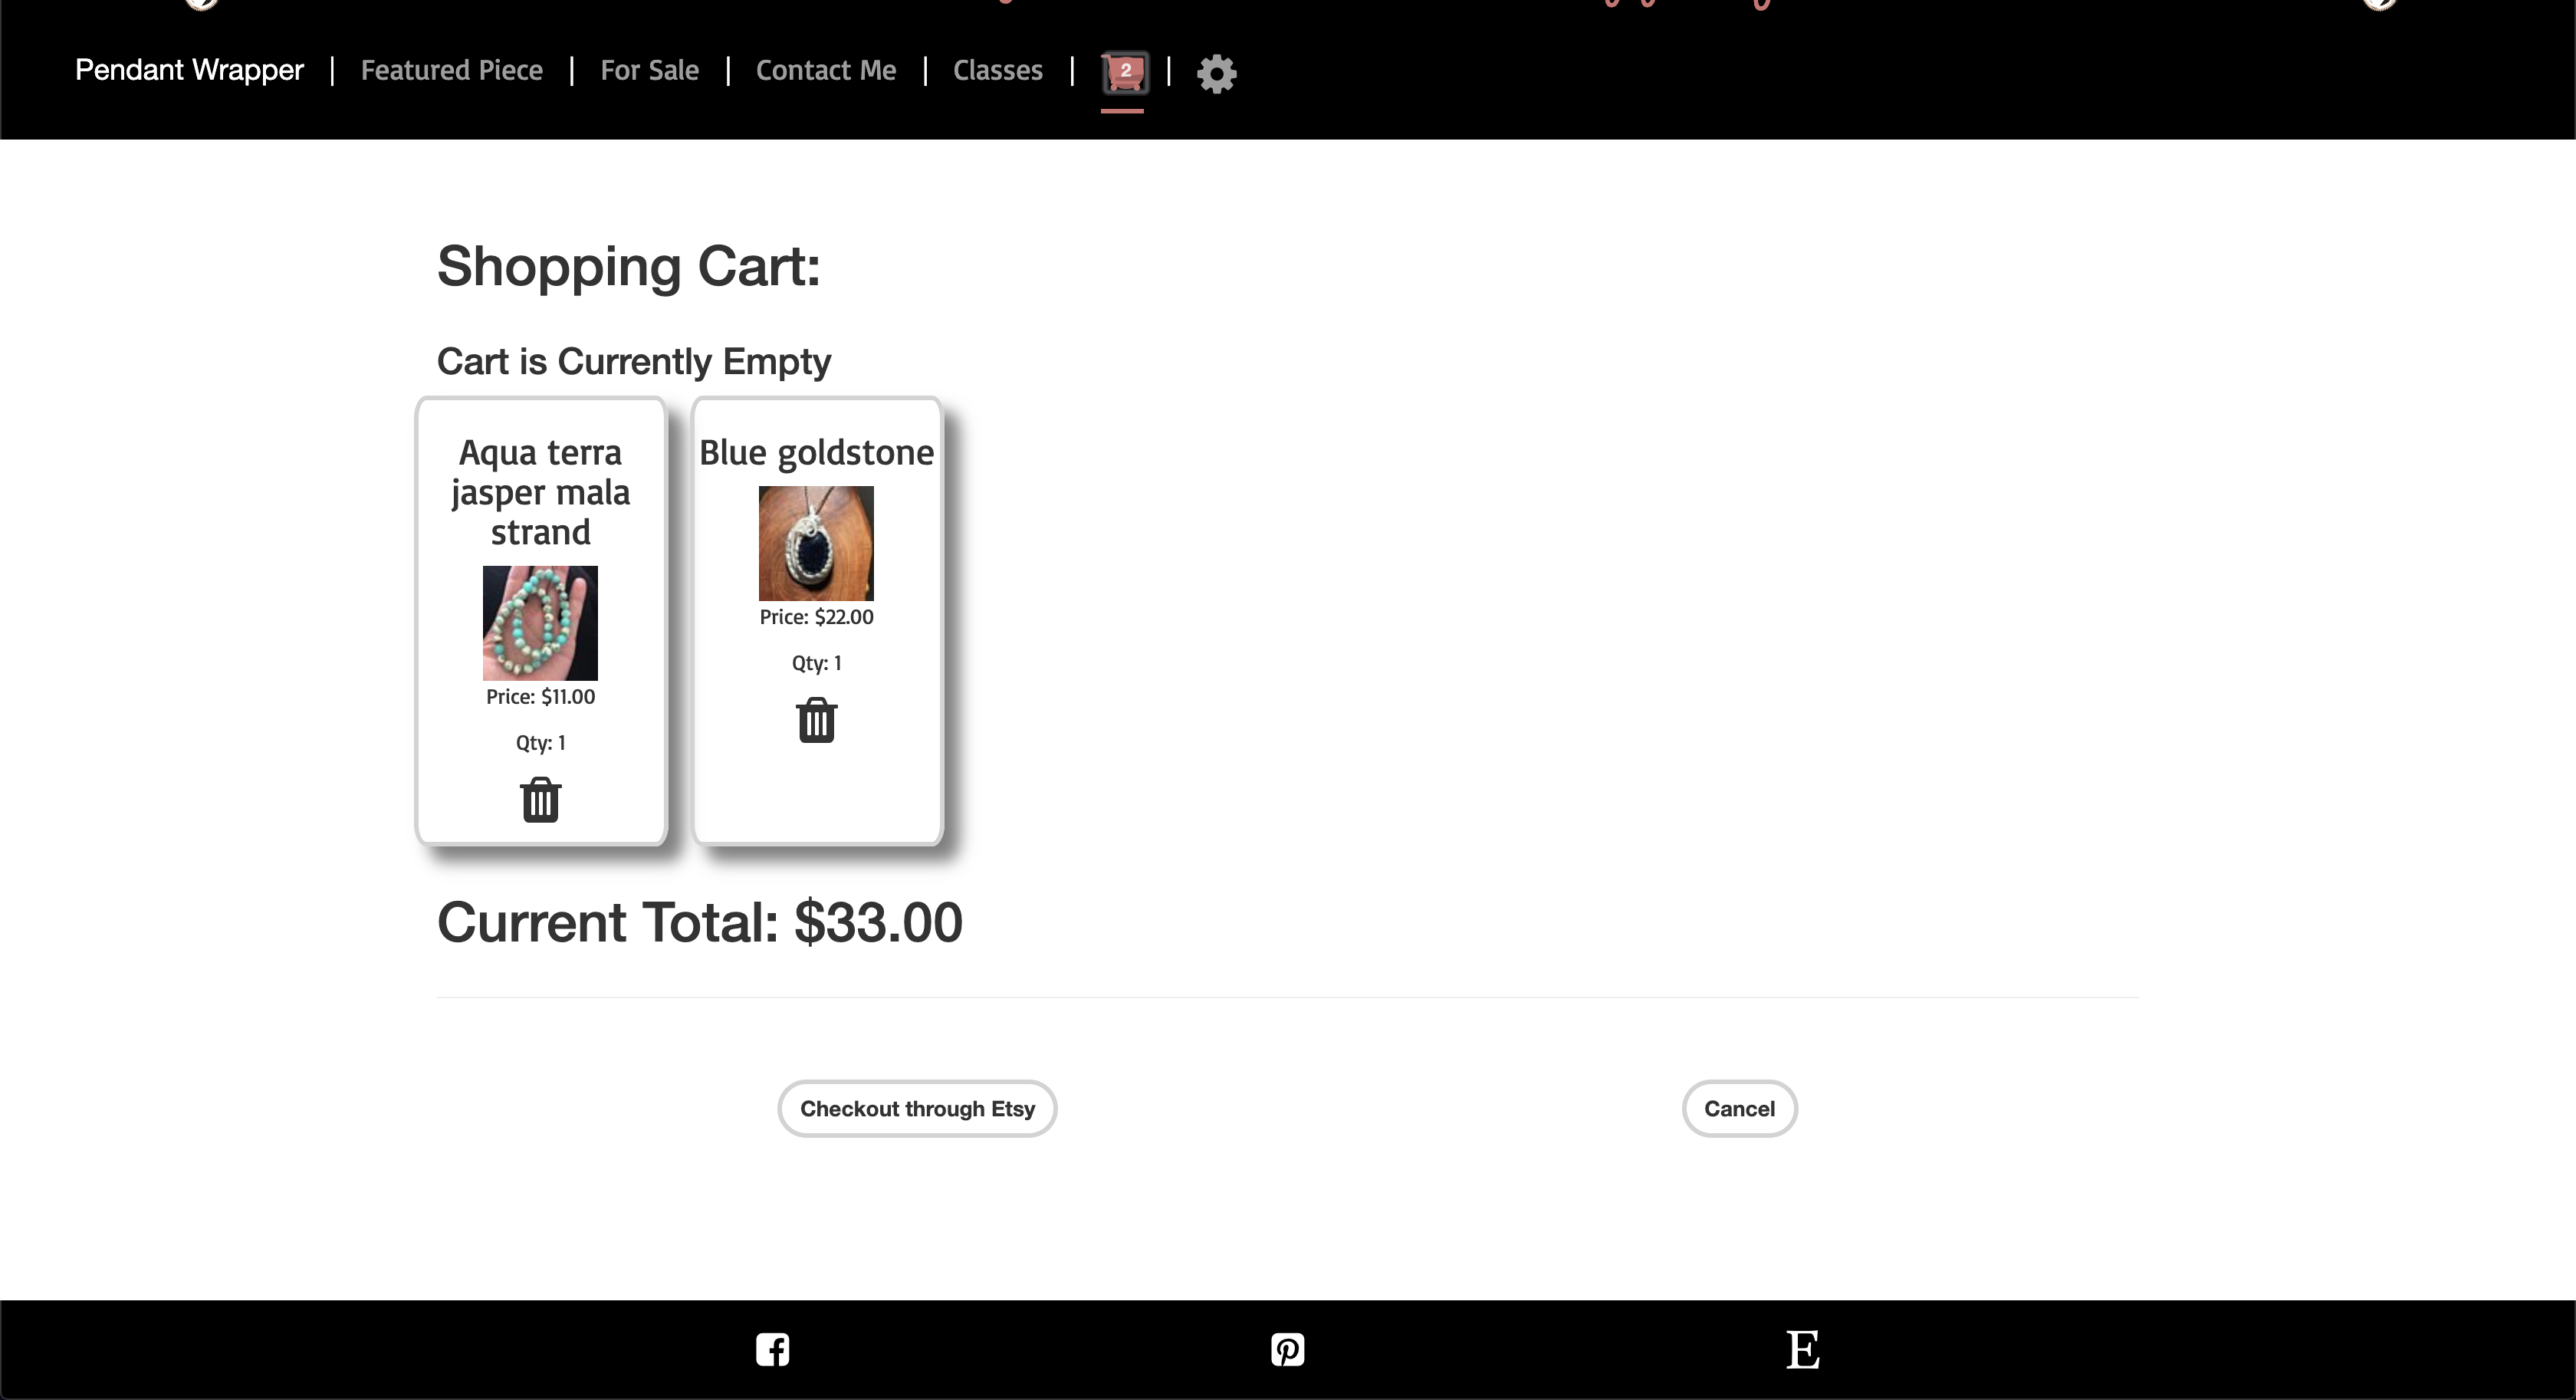 Pendant Wrapper | Featured Piece | For Sale | Contact Me | Classes | 2 |
Shopping Cart:
Cart is Currently Empty
Aqua terra
jasper mala
strand
Price: $11.00
Qty: 1
Blue goldstone
Price: $22.00
Qty: 1
Current Total: $33.00
Checkout through Etsy
Cancel
E